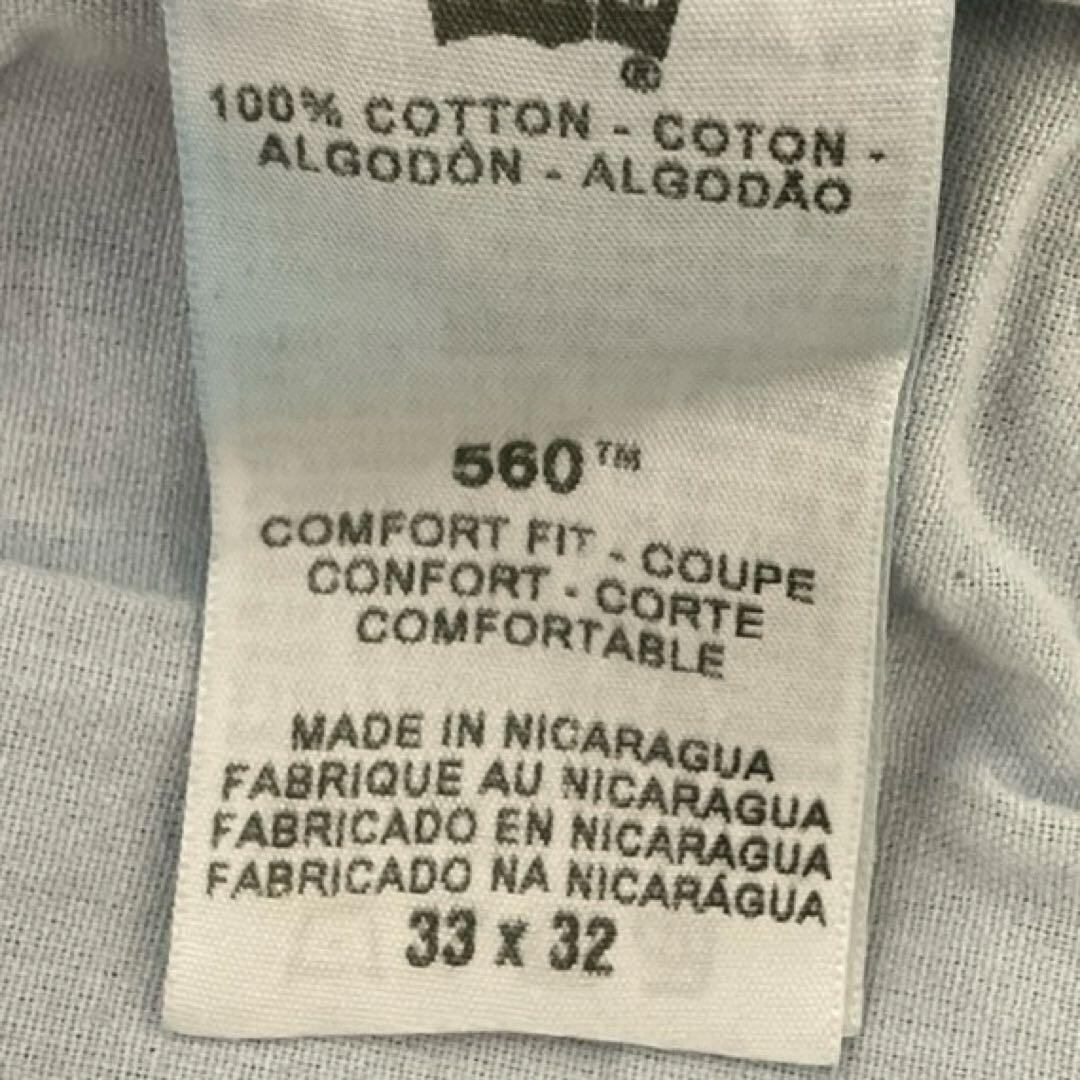 ®
100% COTTON - COTON -
ALGODÓN - ALGODÃO
560™
COMFORT FIT - COUPE
CONFORT - CORTE
COMFORTABLE
MADE IN NICARAGUA
FABRIQUE AU NICARAGUA
FABRICADO EN NICARAGUA
FABRICADO NA NICARÁGUA
33 x 32